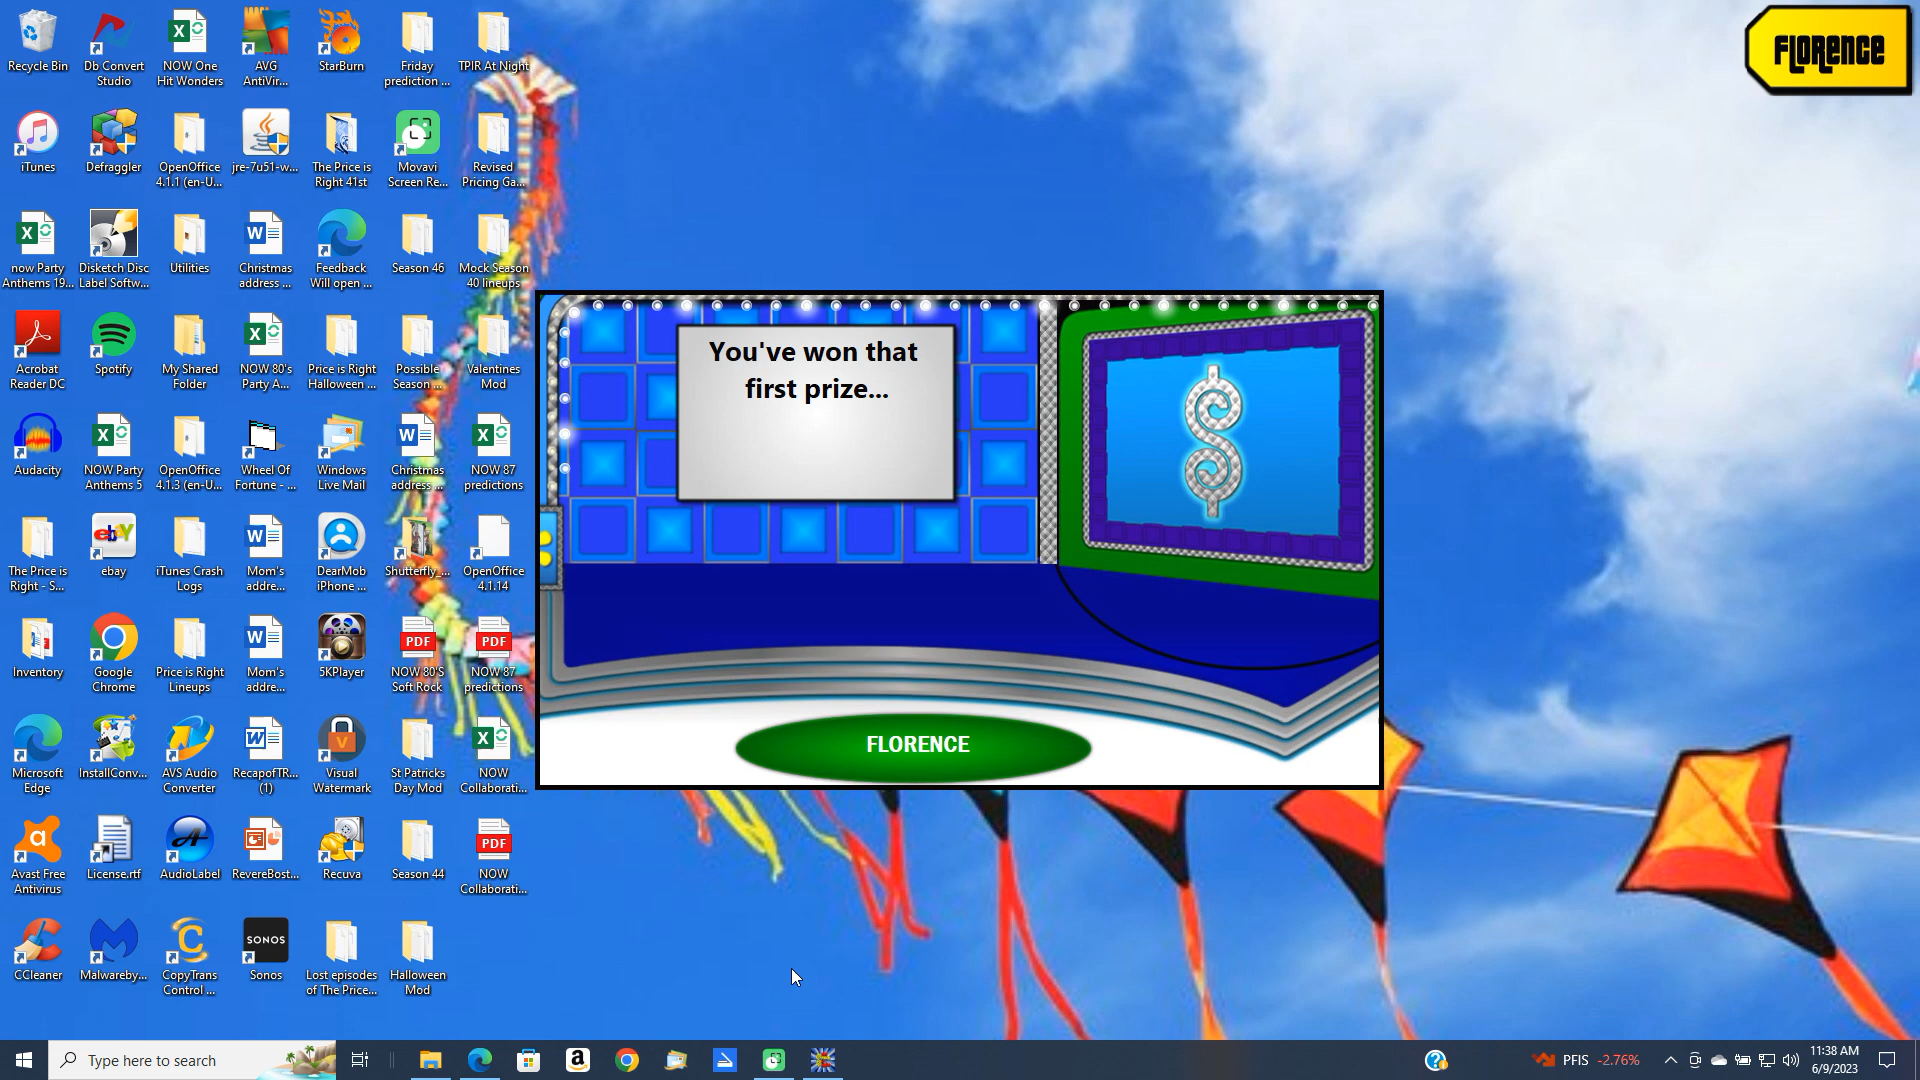 Recycle Bin
Db Convert
Studio
NOW One
Hit Wonders
AVG
AntiVir...
StarBurn
Friday
prediction ...
TPIR At Night
FLORENCE
iTunes
Defraggler
OpenOffice
4.1.1 (en-U...
jre-7u51-w...
The Price is
Right 41st
Movavi
Screen Re...
Revised
Pricing Ga...
now Party
Anthems 19...
Disketch Disc
Label Softw...
Utilities
Christmas
address ...
Feedback
Will open ...
Season 46
Mock Season
40 lineups
Acrobat
Reader DC
Spotify
My Shared
Folder
NOW 80's
Party A...
Price is Right
Halloween ...
Possible
Season ...
Valentines
Mod
You've won that
first prize...
Audacity
NOW Party
Anthems 5
OpenOffice
4.1.3 (en-U...
Wheel Of
Fortune - ...
Windows
Live Mail
Christmas
address ...
NOW 87
predictions
The Price is
Right - S...
ebay
ebay
iTunes Crash
Logs
Mom's
addre...
DearMob
iPhone ...
Shutterfly_...
OpenOffice
4.1.14
Inventory
Google
Chrome
Price is Right
Lineups
Mom's
addre...
5KPlayer
PDF
NOW 80'S
Soft Rock
PDF
NOW 87
predictions
FLORENCE
Microsoft
Edge
InstallConv...
AVS Audio
Converter
RecapofTR...
(1)
Visual
Watermark
St Patricks
Day Mod
NOW
Collaborati...
Avast Free
Antivirus
License.rtf
AudioLabel
RevereBost...
Recuva
Season 44
PDF
NOW
Collaborati...
CCleaner
Malwareby...
CopyTrans
Control ...
SONOS
Sonos
Lost episodes
of The Price...
Halloween
Mod
Type here to search
PFIS -2.76%
11:38 AM
6/9/2023